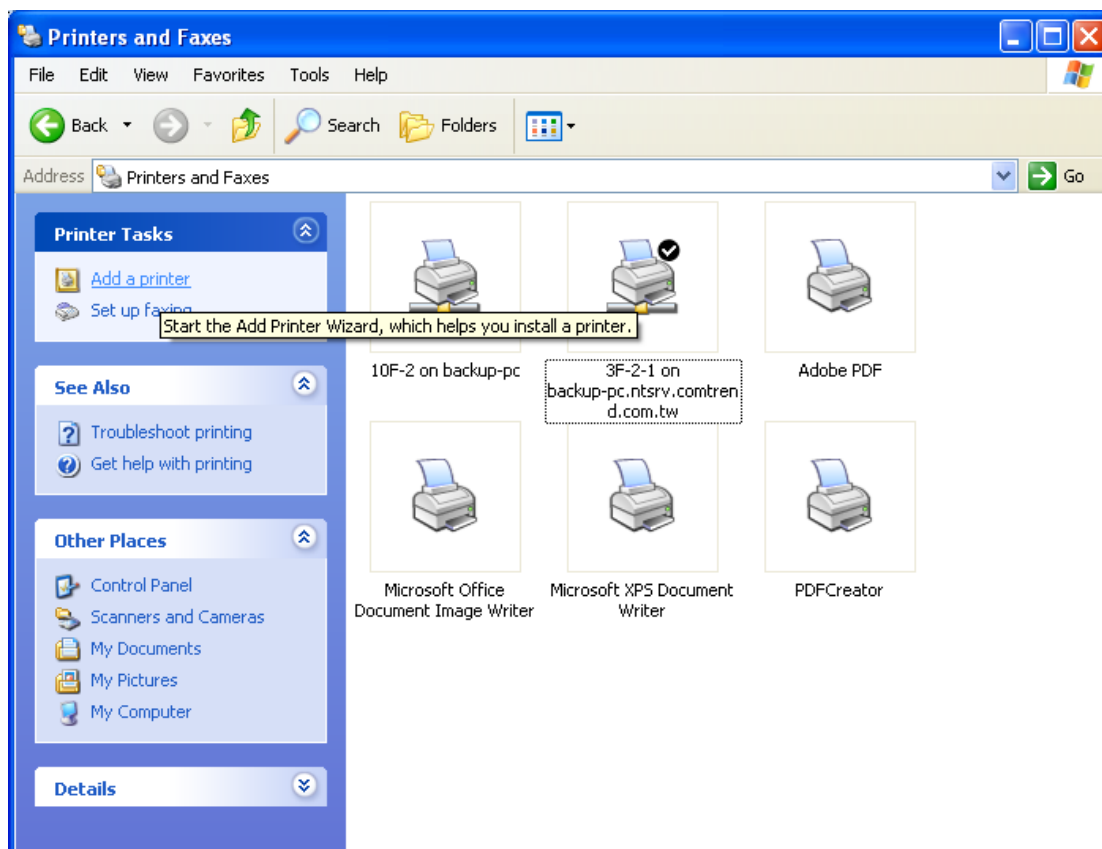 Printers and Faxes
File Edit View Favorites Tools Help
Back Search Folders
Address Printers and Faxes Go
Printer Tasks
Add a printer
Set up faxing
Start the Add Printer Wizard, which helps you install a printer.
See Also
Troubleshoot printing
Get help with printing
Other Places
Control Panel
Scanners and Cameras
My Documents
My Pictures
My Computer
Details
10F-2 on backup-pc
3F-2-1 on
backup-pc.ntsrv.comtren
d.com.tw
Adobe PDF
Microsoft Office
Document Image Writer
Microsoft XPS Document
Writer
PDFCreator